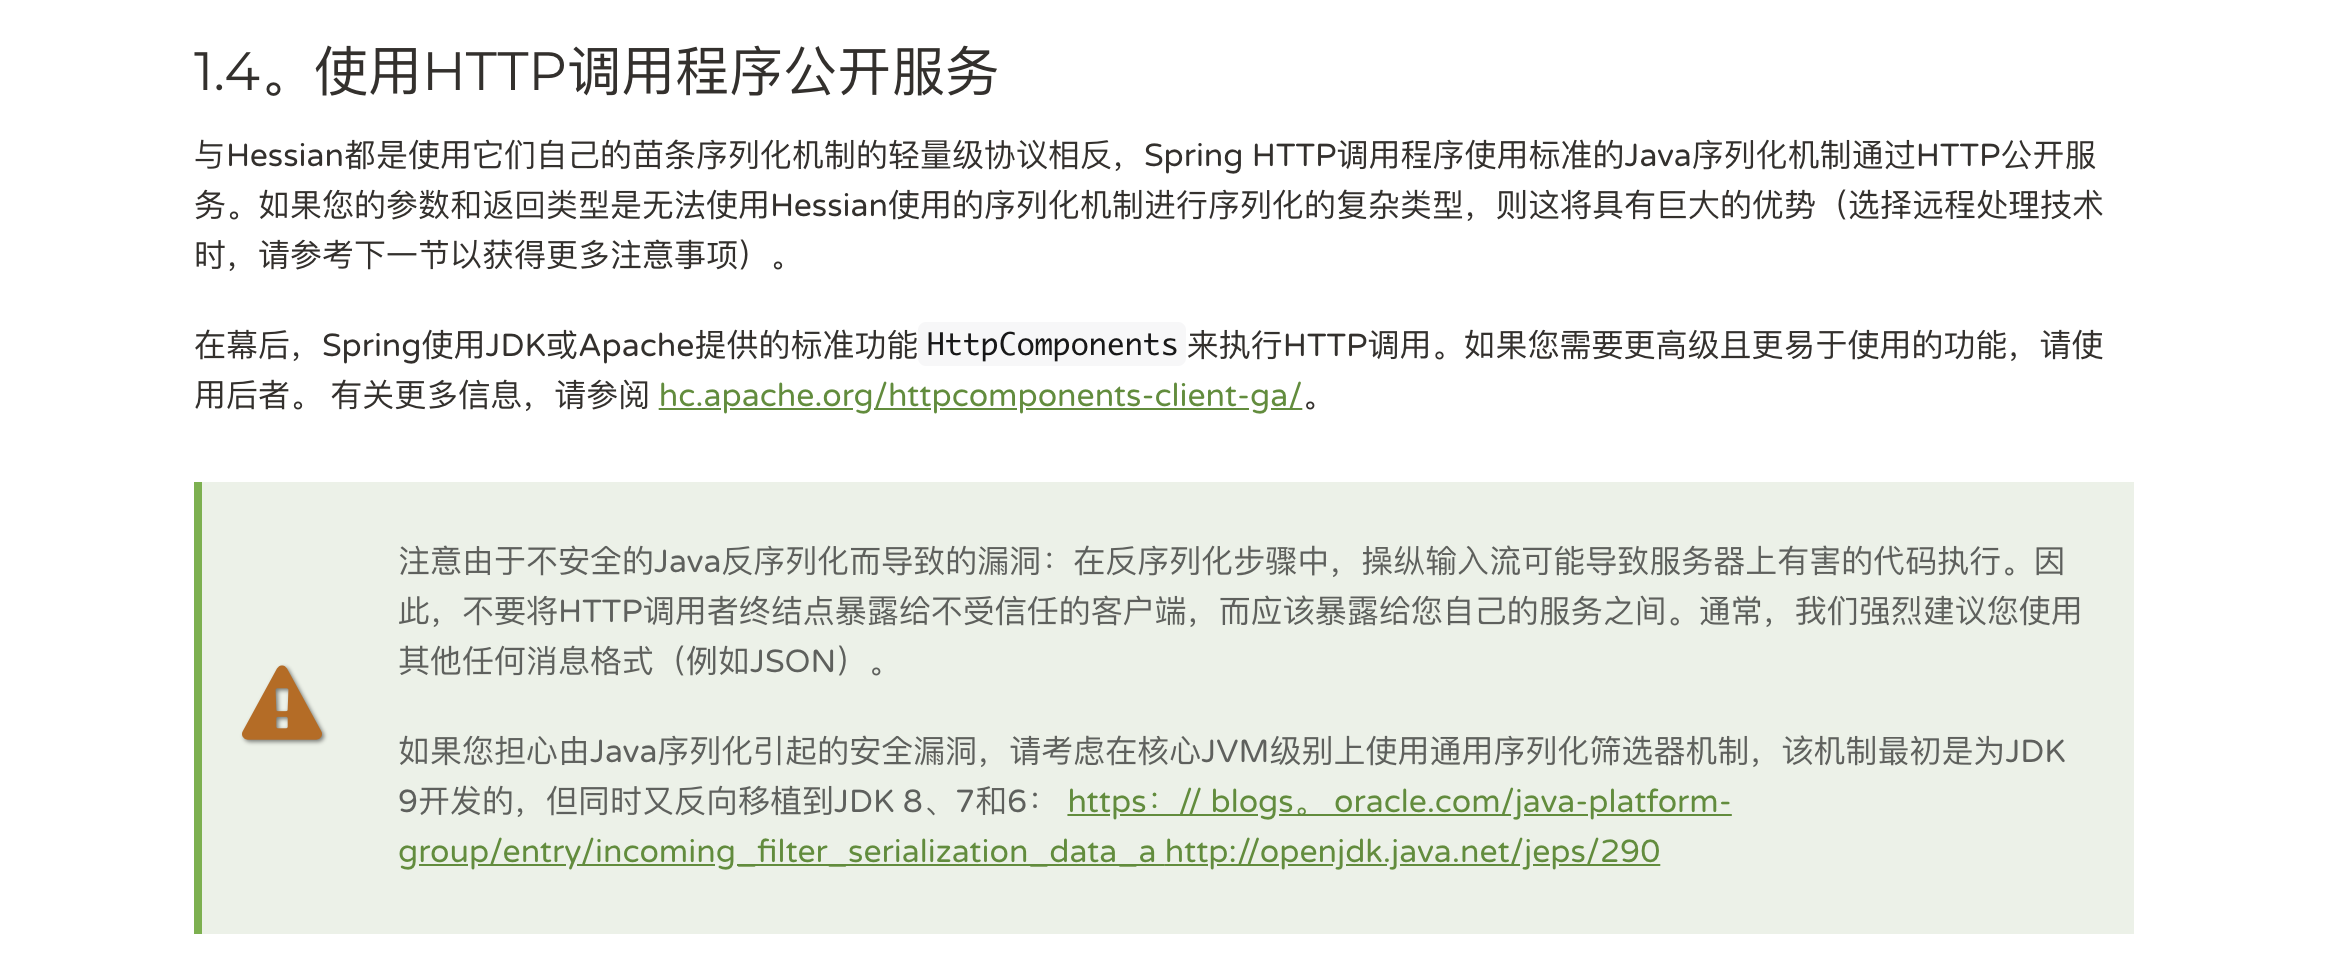 1.4。使用HTTP调用程序公开服务
与Hessian都是使用它们自己的苗条序列化机制的轻量级协议相反，Spring HTTP调用程序使用标准的Java序列化机制通过HTTP公开服
务。如果您的参数和返回类型是无法使用Hessian使用的序列化机制进行序列化的复杂类型，则这将具有巨大的优势（选择远程处理技术
时，请参考下一节以获得更多注意事项）。
在幕后，Spring使用JDK或Apache提供的标准功能HttpComponents来执行HTTP调用。如果您需要更高级且更易于使用的功能，请使
用后者。 有关更多信息，请参阅 hc.apache.org/httpcomponents-client-ga/。
注意由于不安全的Java反序列化而导致的漏洞：在反序列化步骤中，操纵输入流可能导致服务器上有害的代码执行。因
此，不要将HTTP调用者终结点暴露给不受信任的客户端，而应该暴露给您自己的服务之间。通常，我们强烈建议您使用
其他任何消息格式（例如JSON）。
如果您担心由Java序列化引起的安全漏洞，请考虑在核心JVM级别上使用通用序列化筛选器机制，该机制最初是为JDK
9开发的，但同时又反向移植到JDK 8、7和6： https：// blogs。 oracle.com/java-platform-
group/entry/incoming_filter_serialization_data_a http://openjdk.java.net/jeps/290